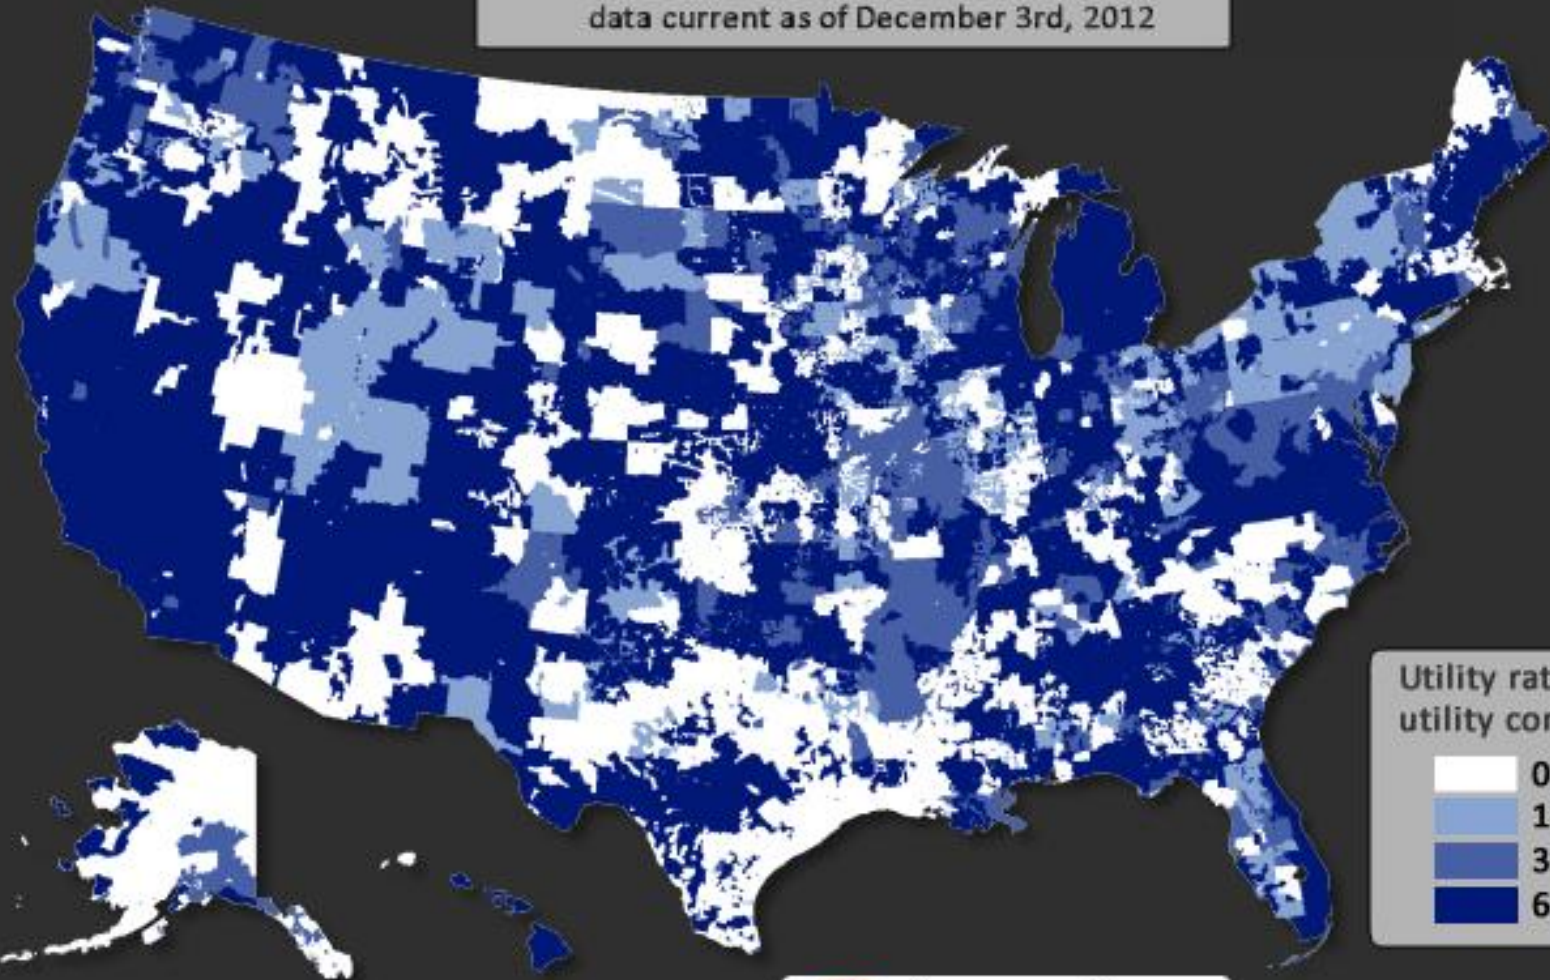 data current as of December 3rd, 2012
Utility rat
utility co
0
1
3
6